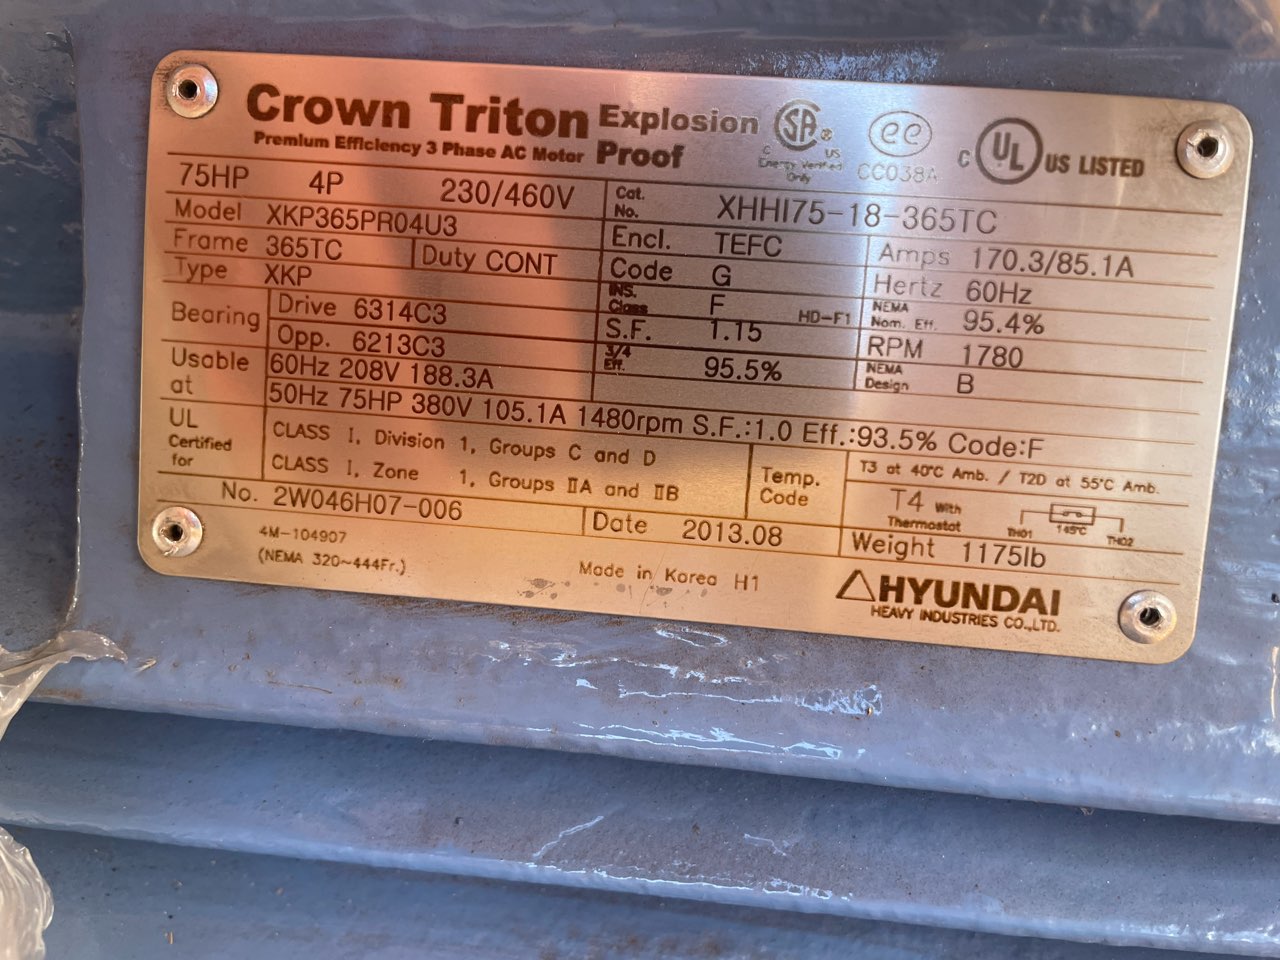 Crown Triton Explosion Proof
Premium Efficiency 3 Phase AC Motor
CSA ® C US Energy Verified Only
ee CC038A
C UL US LISTED
75HP 4P 230/460V
Cat. No. XHHI75-18-365TC
Model XKP365PR04U3
Encl. TEFC
Amps 170.3/85.1A
Frame 365TC
Duty CONT
Code G
Hertz 60Hz
Type XKP
INS. Class F HD-F1
NEMA Nom. Eff. 95.4%
Bearing
Drive 6314C3
Opp. 6213C3
S.F. 1.15
RPM 1780
3/4 Eff. 95.5%
NEMA Design B
Usable at
60Hz 208V 188.3A
50Hz 75HP 380V 105.1A 1480rpm S.F.:1.0 Eff.:93.5% Code:F
UL Certified for
CLASS I, Division 1, Groups C and D
CLASS I, Zone 1, Groups IIA and IIB
Temp. Code
T3 at 40°C Amb. / T2D at 55°C Amb.
T4 with Thermostat
TH01 145°C TH02
No. 2W046H07-006
Date 2013.08
Weight 1175lb
4M-104907
(NEMA 320~444Fr.)
Made in Korea H1
HYUNDAI
HEAVY INDUSTRIES CO.,LTD.